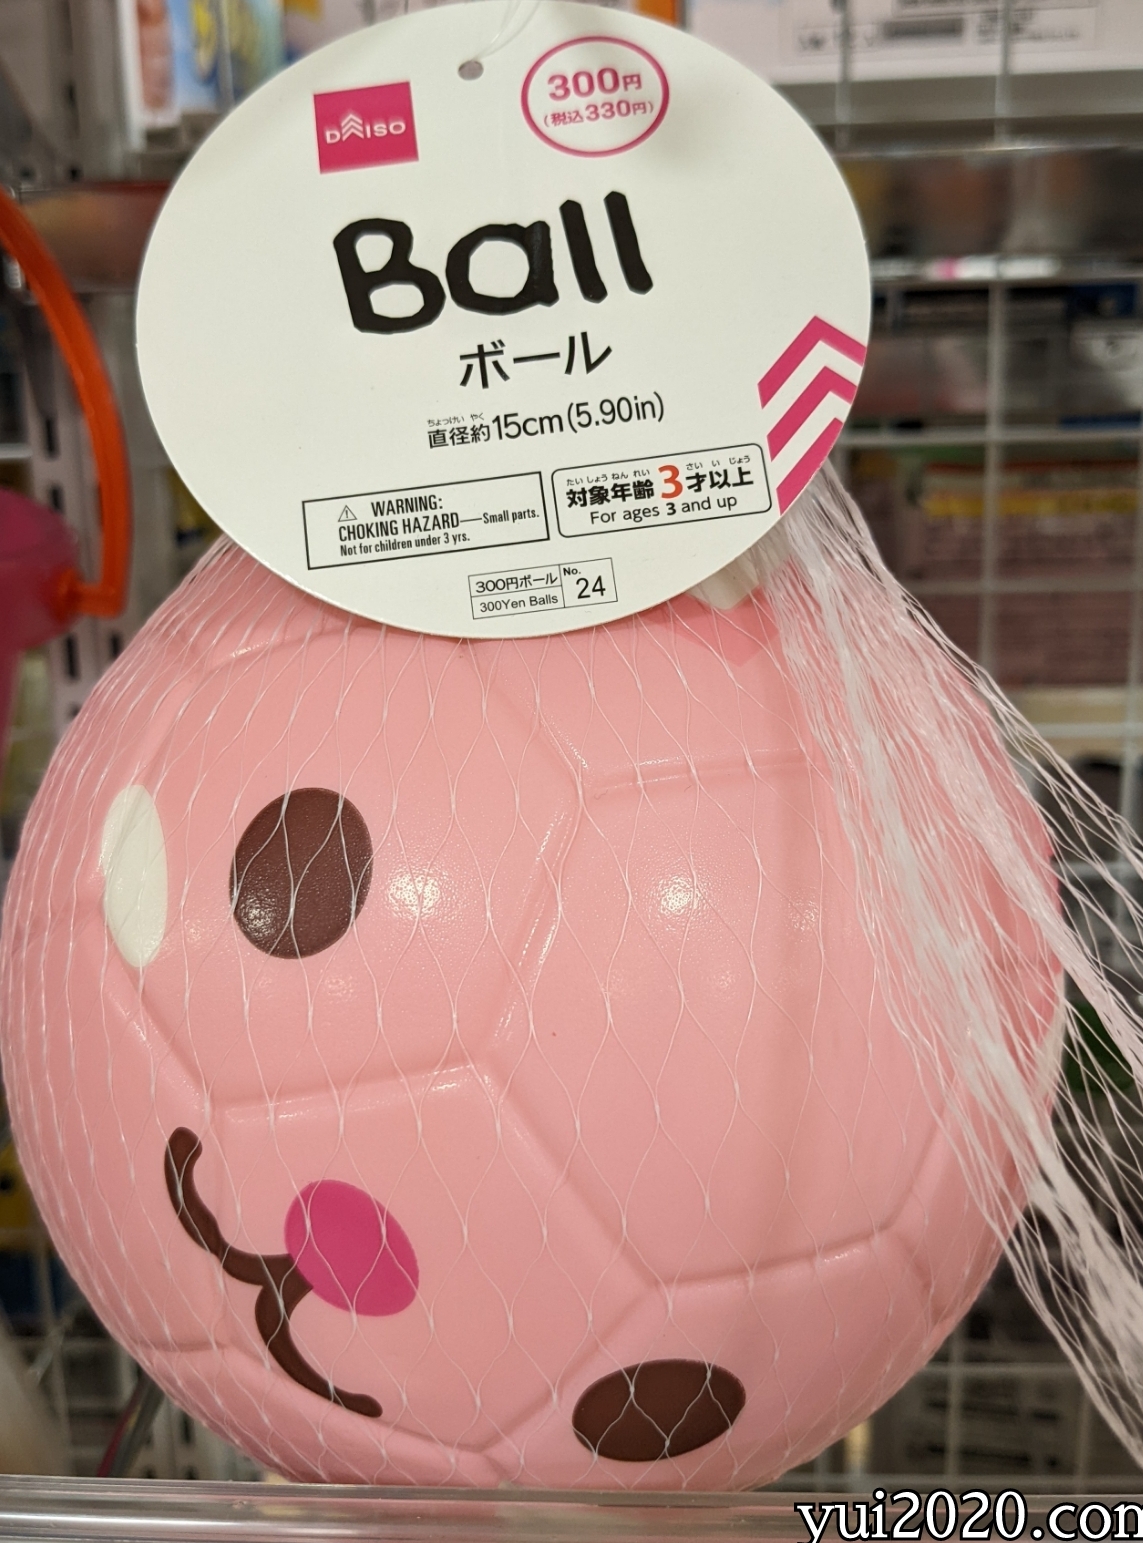 DAISO
300円
(税込330円)
Ball
ボール
ちょっけい やく
直径約15cm(5.90in)
WARNING:
CHOKING HAZARD—Small parts.
Not for children under 3 yrs.
たいしょうねんれい さい い じょう
対象年齢3才以上
For ages 3 and up
300円ボール No.
300Yen Balls 24
yui2020.com